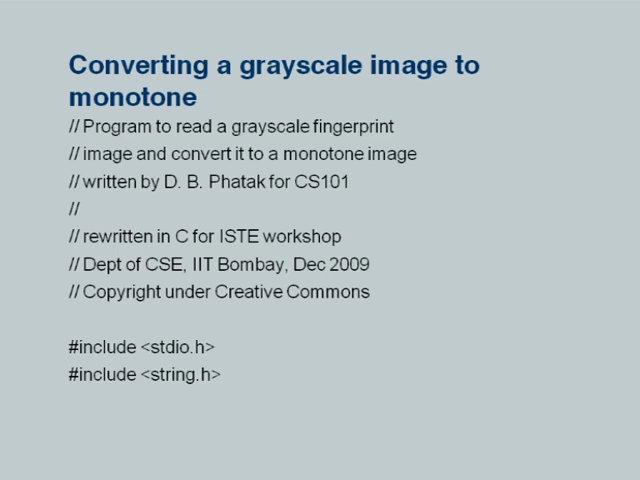 Converting a grayscale image to
monotone
// Program to read a grayscale fingerprint
// image and convert it to a monotone image
// written by D. B. Phatak for CS101
//
// rewritten in C for ISTE workshop
// Dept of CSE, IIT Bombay, Dec 2009
// Copyright under Creative Commons
#include <stdio.h>
#include <string.h>